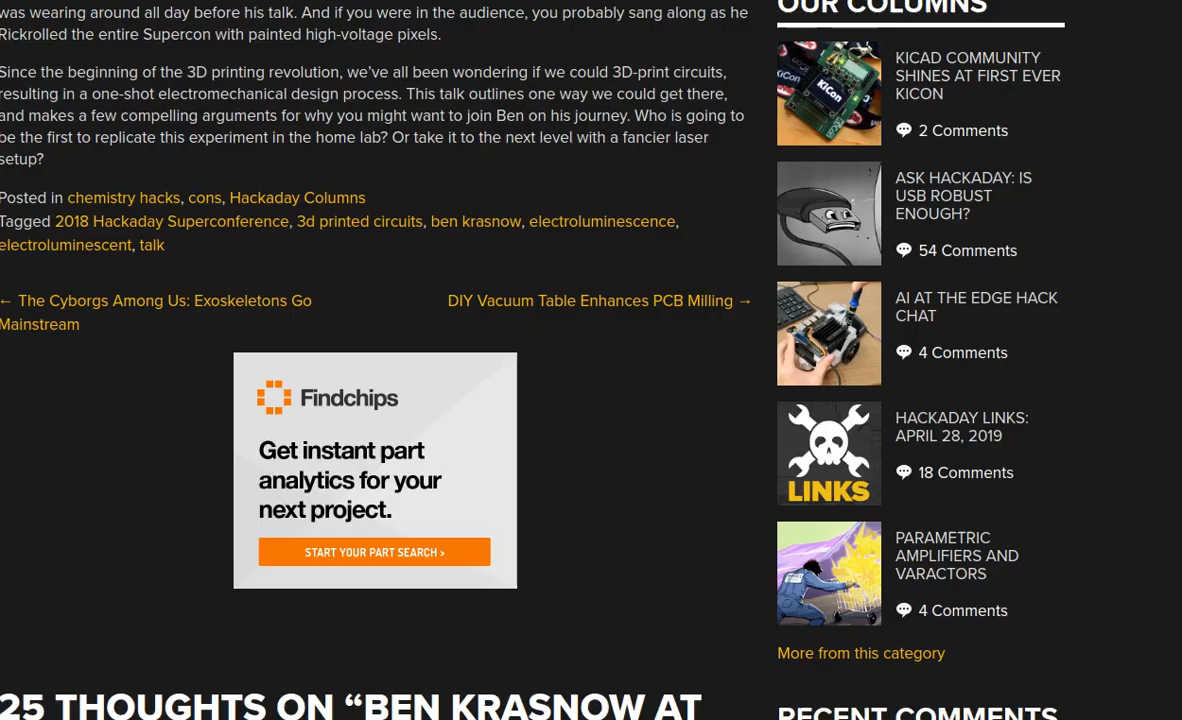 was wearing around all day before his talk. And if you were in the audience, you probably sang along as he
Rickrolled the entire Supercon with painted high-voltage pixels.
Since the beginning of the 3D printing revolution, we've all been wondering if we could 3D-print circuits,
resulting in a one-shot electromechanical design process. This talk outlines one way we could get there,
and makes a few compelling arguments for why you might want to join Ben on his journey. Who is going to
be the first to replicate this experiment in the home lab? Or take it to the next level with a fancier laser
setup?
Posted in chemistry hacks, cons, Hackaday Columns
Tagged 2018 Hackaday Superconference, 3d printed circuits, ben krasnow, electroluminescence,
electroluminescent, talk
← The Cyborgs Among Us: Exoskeletons Go
Mainstream
DIY Vacuum Table Enhances PCB Milling →
Findchips
Get instant part
analytics for your
next project.
START YOUR PART SEARCH >
25 THOUGHTS ON “BEN KRASNOW AT
OUR COLUMNS
KiCon
KICAD COMMUNITY
SHINES AT FIRST EVER
KICON
2 Comments
ASK HACKADAY: IS
USB ROBUST
ENOUGH?
54 Comments
AI AT THE EDGE HACK
CHAT
4 Comments
LINKS
HACKADAY LINKS:
APRIL 28, 2019
18 Comments
PARAMETRIC
AMPLIFIERS AND
VARACTORS
4 Comments
More from this category
RECENT COMMENTS